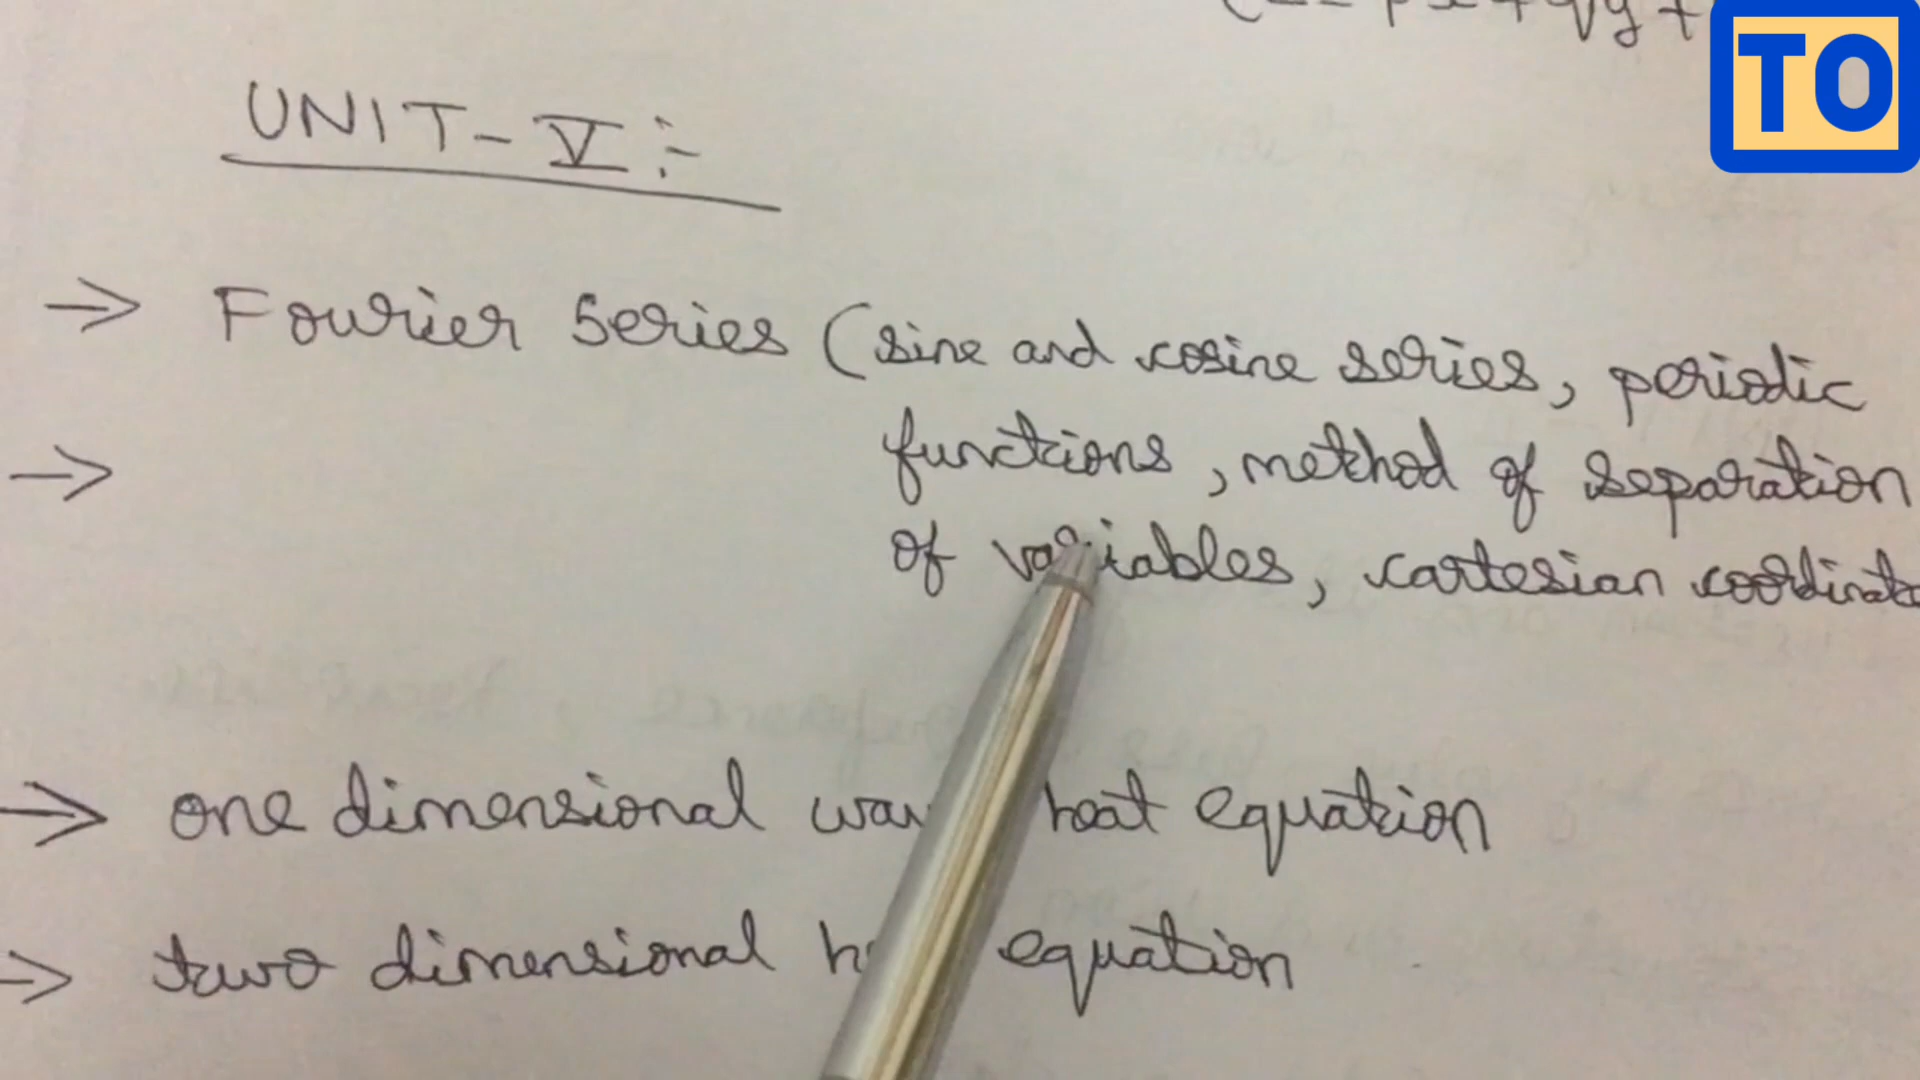 TO
UNIT - V :-
→ Fourier Series (sine and cosine series, periodic
→ functions, method of separation
of variables, cartesian
→ one dimensional heat equation
→ two dimensional equation